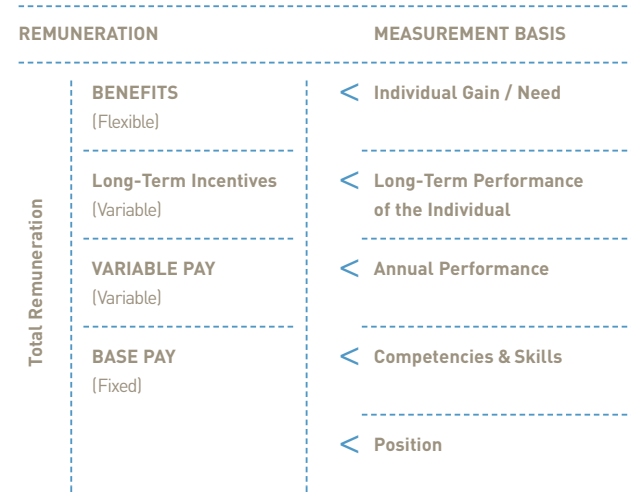 REMUNERATION MEASUREMENT BASIS
BENEFITS < Individual Gain / Need
(Flexible)
Long-Term Incentives < Long-Term Performance
(Variable) of the Individual
VARIABLE PAY < Annual Performance
(Variable)
BASE PAY < Competencies & Skills
(Fixed)
< Position
Total Remuneration